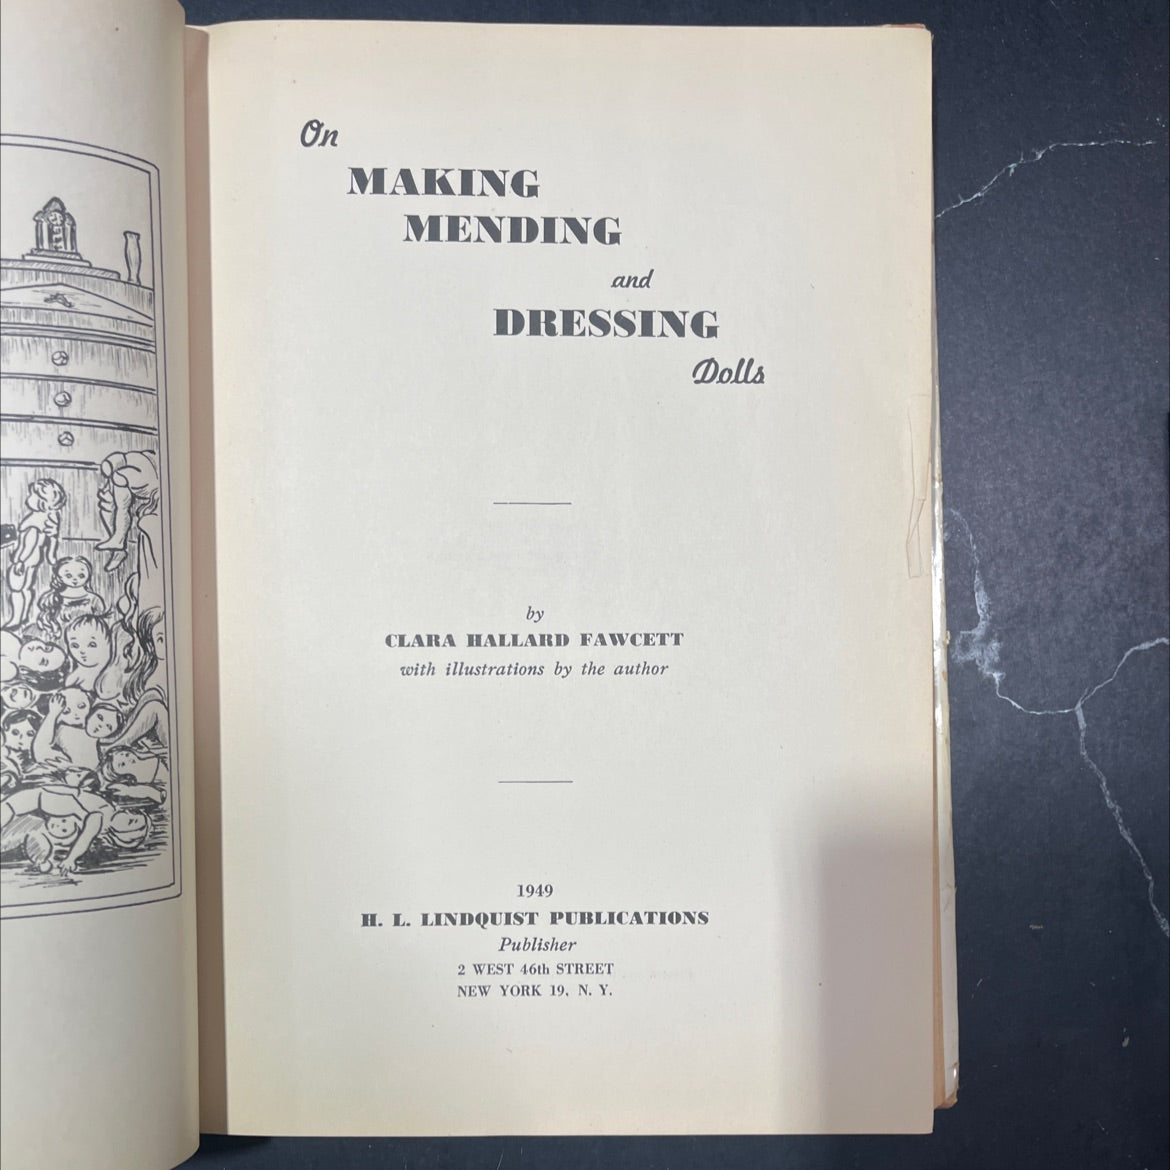 On
MAKING
MENDING
and
DRESSING
Dolls
by
CLARA HALLARD FAWCETT
with illustrations by the author
1949
H. L. LINDQUIST PUBLICATIONS
Publisher
2 WEST 46th STREET
NEW YORK 19, N. Y.